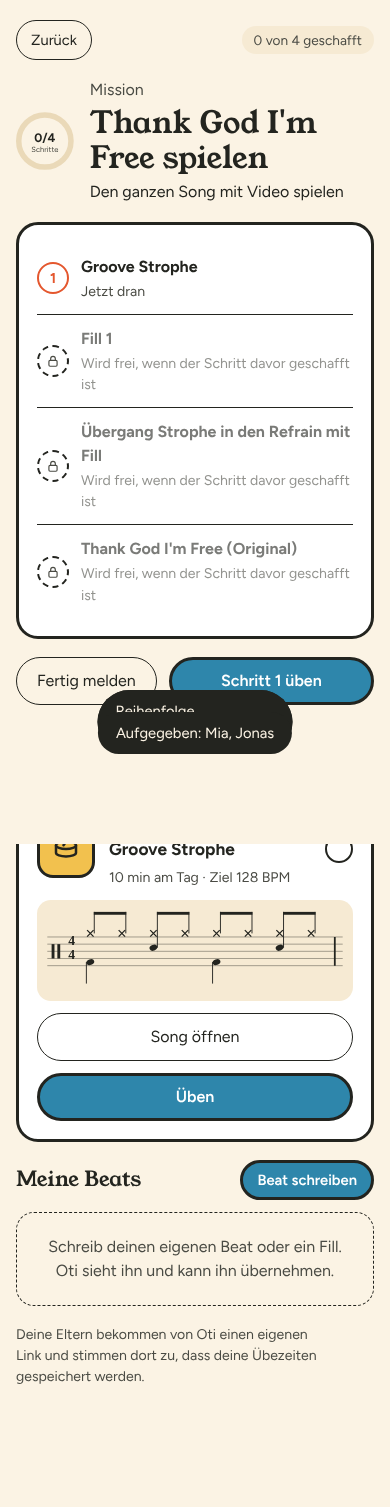 Zurück
0 von 4 geschafft
Mission
0/4
Schritte
Thank God I'm
Free spielen
Den ganzen Song mit Video spielen
1
Groove Strophe
Jetzt dran
Fill 1
Wird frei, wenn der Schritt davor geschafft
ist
Übergang Strophe in den Refrain mit
Fill
Wird frei, wenn der Schritt davor geschafft
ist
Thank God I'm Free (Original)
Wird frei, wenn der Schritt davor geschafft
ist
Fertig melden
Schritt 1 üben
Reihenfolge
Aufgegeben: Mia, Jonas
Groove Strophe
10 min am Tag · Ziel 128 BPM
4
4
Song öffnen
Üben
Meine Beats
Beat schreiben
Schreib deinen eigenen Beat oder ein Fill.
Oti sieht ihn und kann ihn übernehmen.
Deine Eltern bekommen von Oti einen eigenen
Link und stimmen dort zu, dass deine Übezeiten
gespeichert werden.